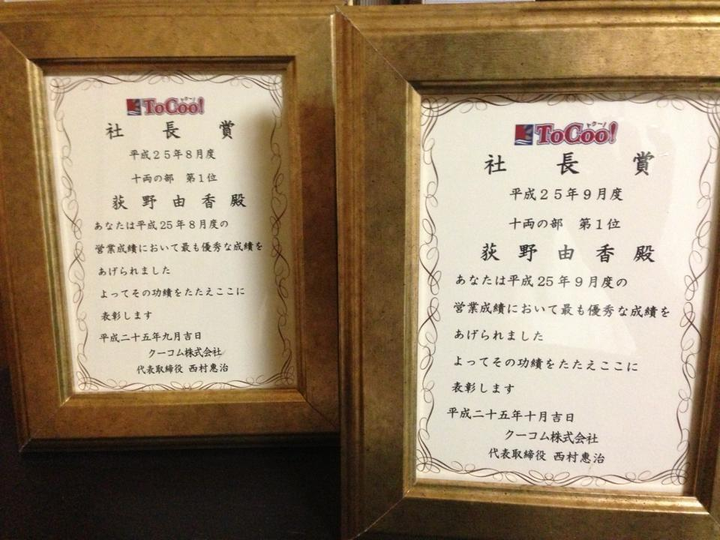 ToCoo!
トクー!
社長賞
平成25年8月度
十両の部 第1位
荻野由香殿
あなたは平成25年8月度の
営業成績において最も優秀な成績を
あげられました
よってその功績をたたえここに
表彰します
平成二十五年九月吉日
クーコム株式会社
代表取締役 西村恵治
トクー!
ToCoo!
社長賞
平成25年9月度
十両の部 第1位
荻野由香殿
あなたは平成25年9月度の
営業成績において最も優秀な成績を
あげられました
よってその功績をたたえここに
表彰します
平成二十五年十月吉日
クーコム株式会社
代表取締役 西村惠治